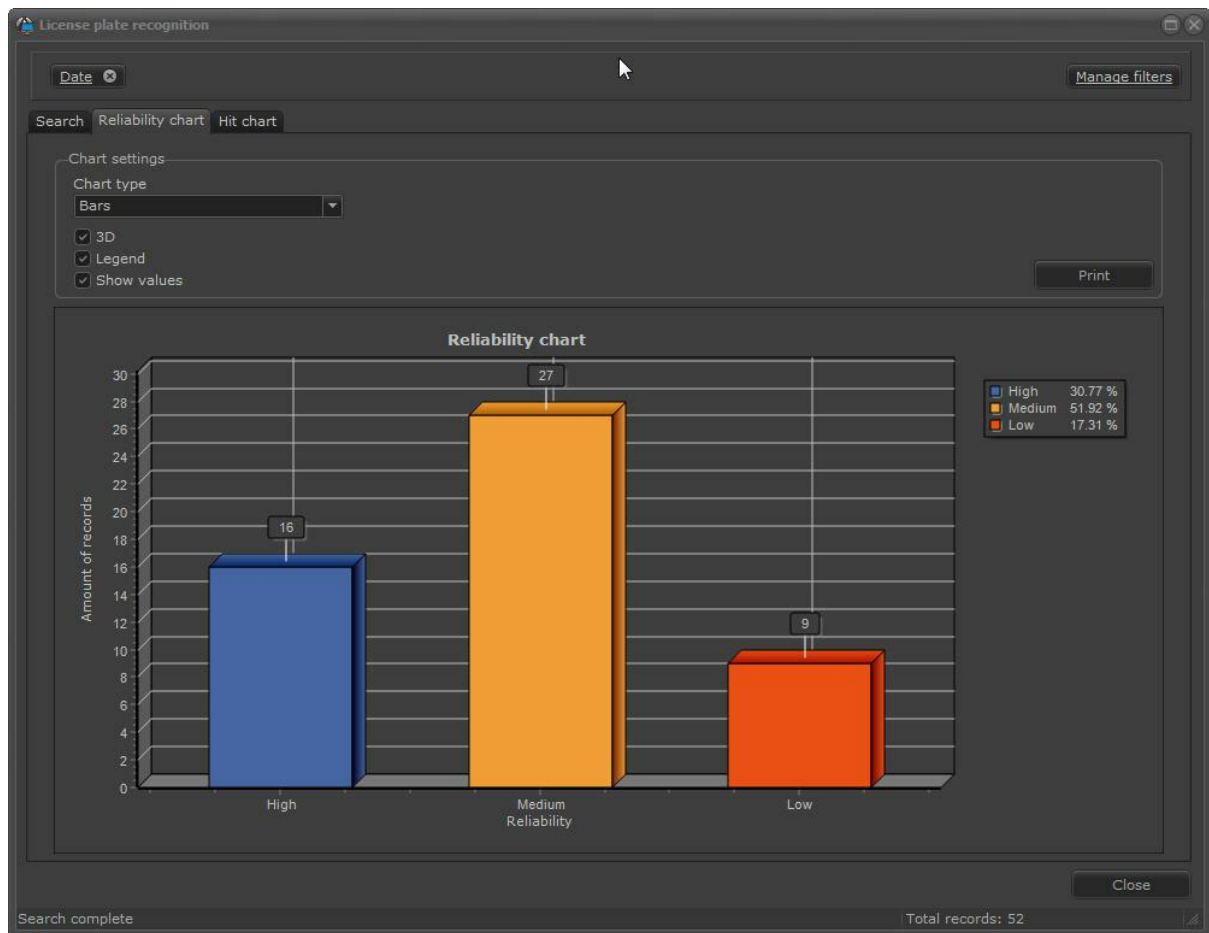 License plate recognition
Date
Manage filters
Search Reliability chart Hit chart
Chart settings
Chart type
Bars
3D
Legend
Show values
Print
Reliability chart
30
28
26
24
22
20
18
16
14
12
10
8
6
4
2
0
Amount of records
16
27
9
High Medium Low
Reliability
High 30.77 %
Medium 51.92 %
Low 17.31 %
Close
Search complete Total records: 52